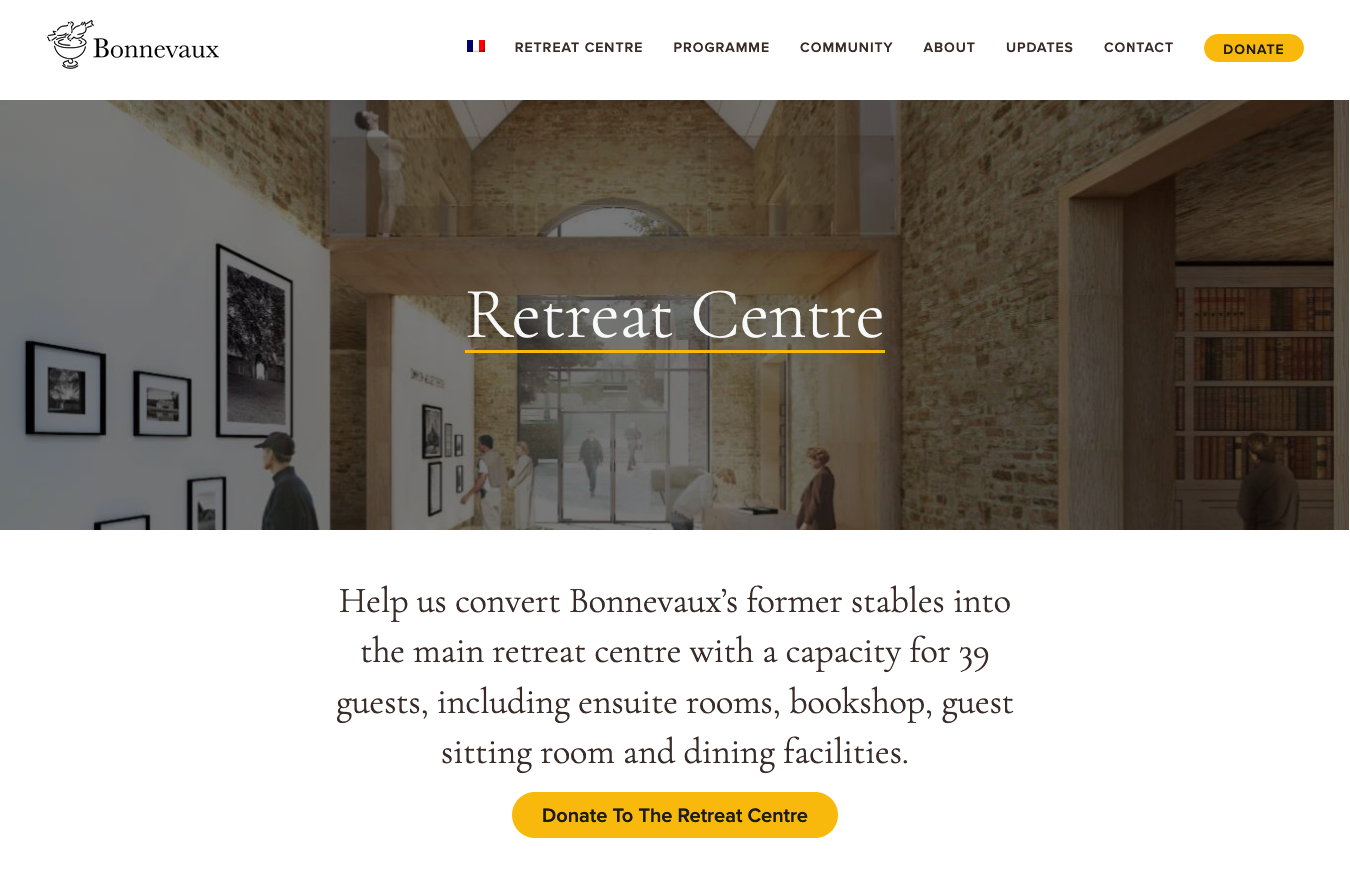 Bonnevaux
RETREAT CENTRE
PROGRAMME
COMMUNITY
ABOUT
UPDATES
CONTACT
DONATE
Retreat Centre
Help us convert Bonnevaux’s former stables into
the main retreat centre with a capacity for 39
guests, including ensuite rooms, bookshop, guest
sitting room and dining facilities.
Donate To The Retreat Centre